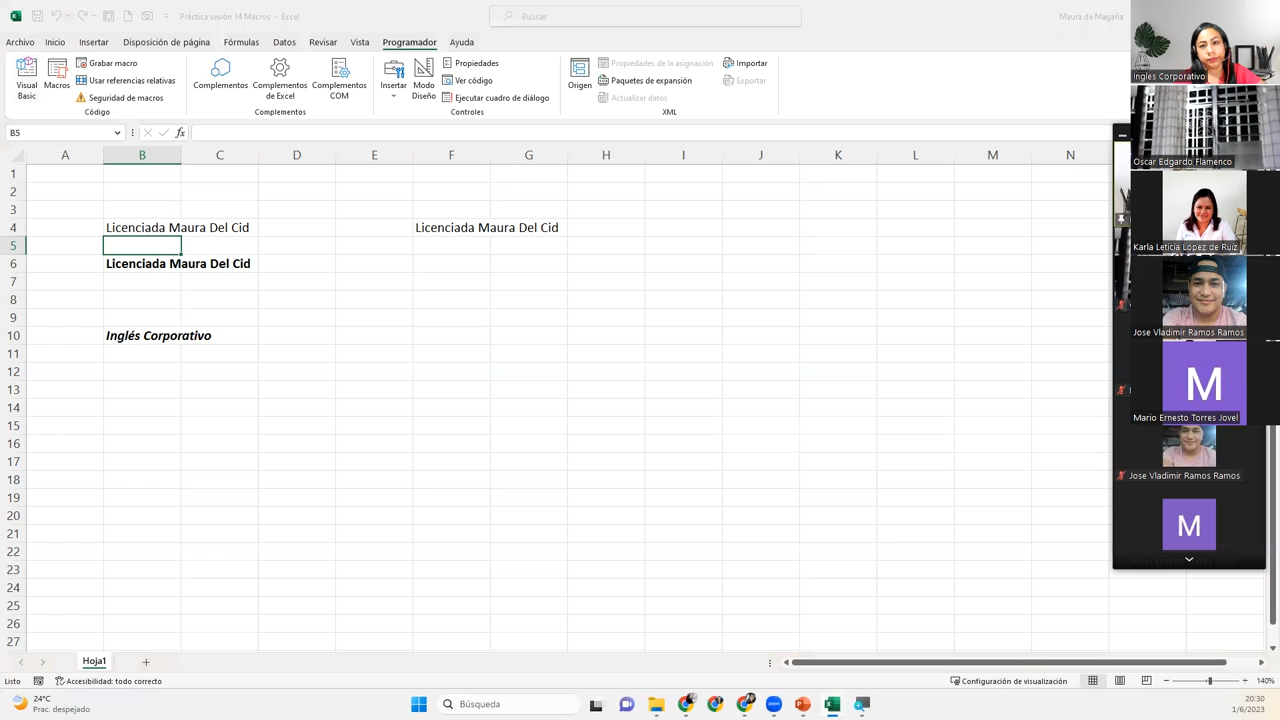 Práctica sesión 14 Macros - Excel
Buscar
Maura de Magaña
Archivo Inicio Insertar Disposición de página Fórmulas Datos Revisar Vista Programador Ayuda
Visual Basic
Macros
Grabar macro
Usar referencias relativas
Seguridad de macros
Código
Complementos
Complementos de Excel
Complementos COM
Complementos
Insertar
Modo Diseño
Propiedades
Ver código
Ejecutar cuadro de diálogo
Controles
Origen
Propiedades de la asignación
Paquetes de expansión
Actualizar datos
Importar
Exportar
XML
B5
fx
A B C D E F G H I J K L M N
1
2
3
4 Licenciada Maura Del Cid Licenciada Maura Del Cid
5
6 Licenciada Maura Del Cid
7
8
9
10 Inglés Corporativo
11
12
13
14
15
16
17
18
19
20
21
22
23
24
25
26
27
Ingles Corporativo
Oscar Edgardo Flamenco
Karla Leticia López de Ruiz
Jose Vladimir Ramos Ramos
M
Mario Ernesto Torres Jovel
Jose Vladimir Ramos Ramos
M
Hoja1
Listo
Accesibilidad: todo correcto
Configuración de visualización
140%
24°C
Prac. despejado
Búsqueda
zoom
20:30
1/6/2023